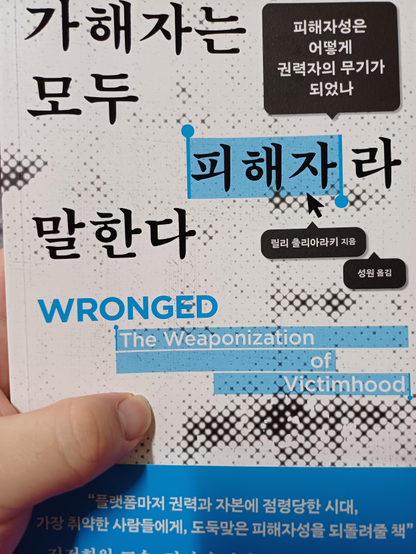 가해자는
모두
피해자성은
어떻게
권력자의 무기가
되었나
피해자라
말한다
릴리 출리아라키 지음
성원 옮김
WRONGED
The Weaponization
of
Victimhood
“플랫폼마저 권력과 자본에 점령당한 시대,
가장 취약한 사람들에게, 도둑맞은 피해자성을 되돌려줄 책”